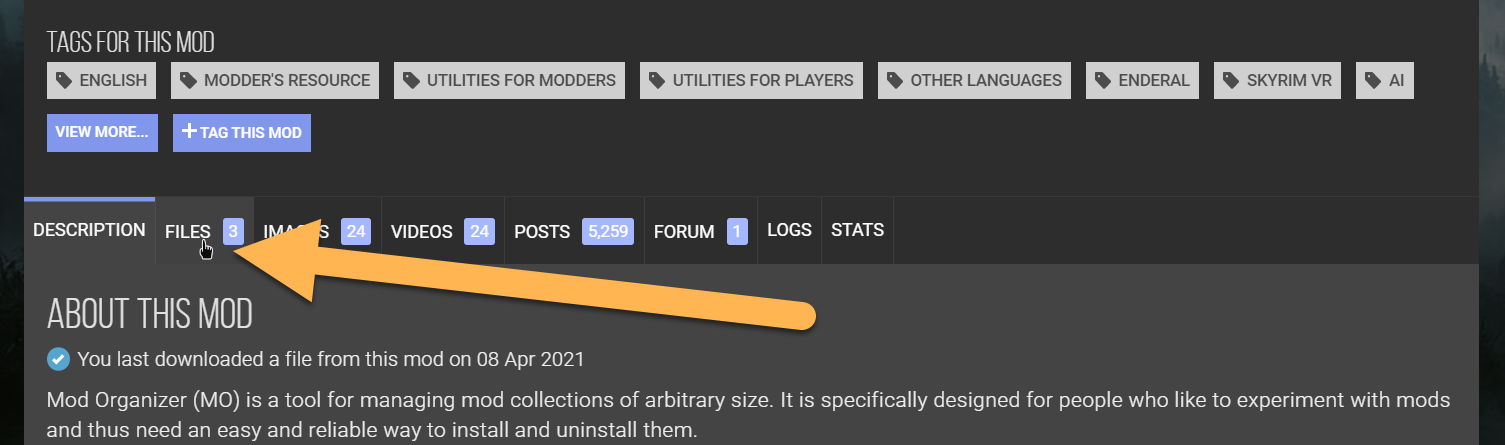 TAGS FOR THIS MOD
ENGLISH MODDER'S RESOURCE UTILITIES FOR MODDERS UTILITIES FOR PLAYERS OTHER LANGUAGES ENDERAL SKYRIM VR AI
VIEW MORE... +TAG THIS MOD
DESCRIPTION FILES 3 IMAGES 24 VIDEOS 24 POSTS 5,259 FORUM 1 LOGS STATS
ABOUT THIS MOD
You last downloaded a file from this mod on 08 Apr 2021
Mod Organizer (MO) is a tool for managing mod collections of arbitrary size. It is specifically designed for people who like to experiment with mods
and thus need an easy and reliable way to install and uninstall them.